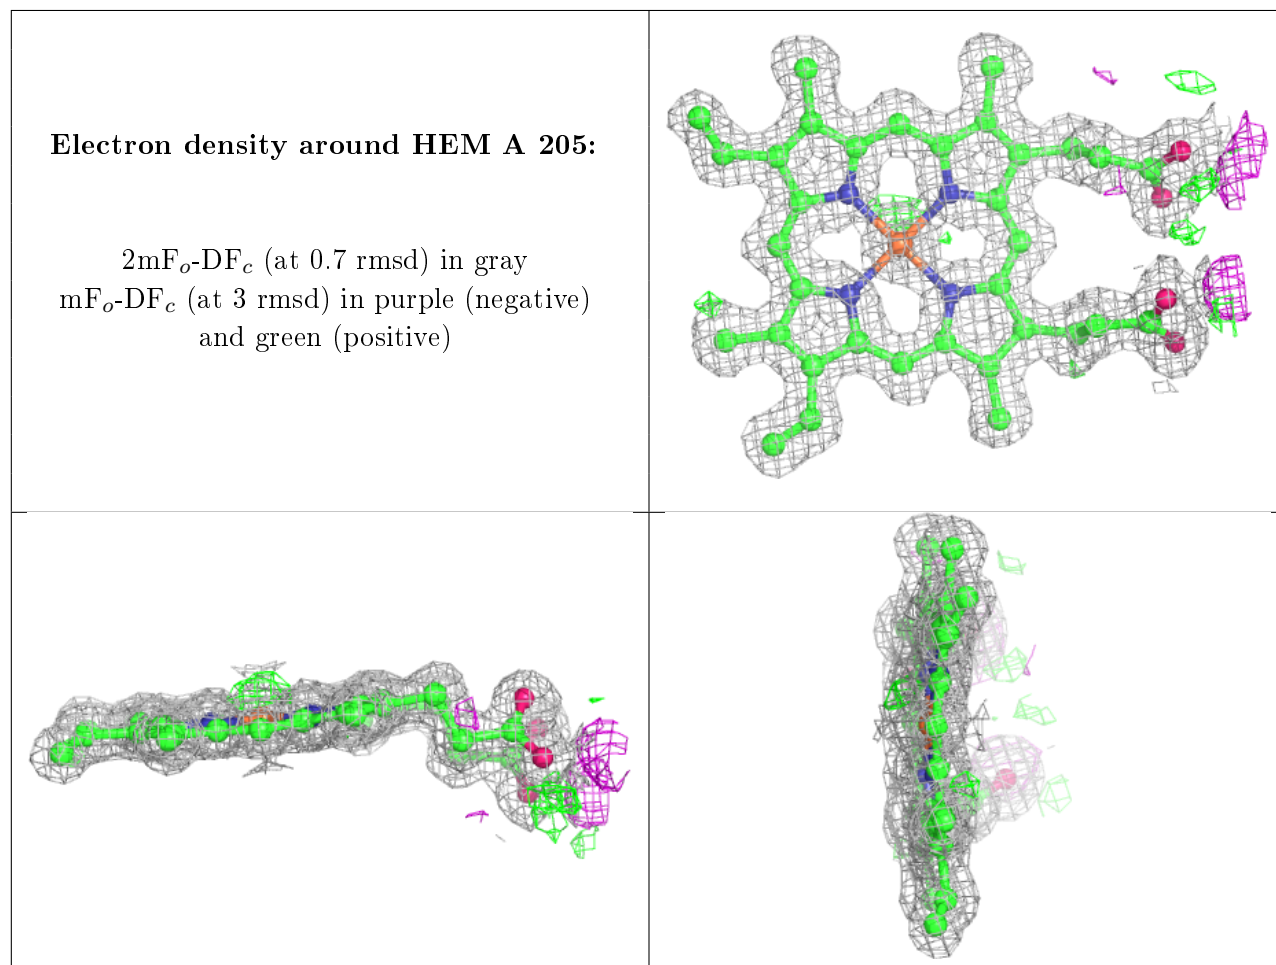 Electron density around HEM A 205:
2mFₒ-DF𝒸 (at 0.7 rmsd) in gray
mFₒ-DF𝒸 (at 3 rmsd) in purple (negative)
and green (positive)